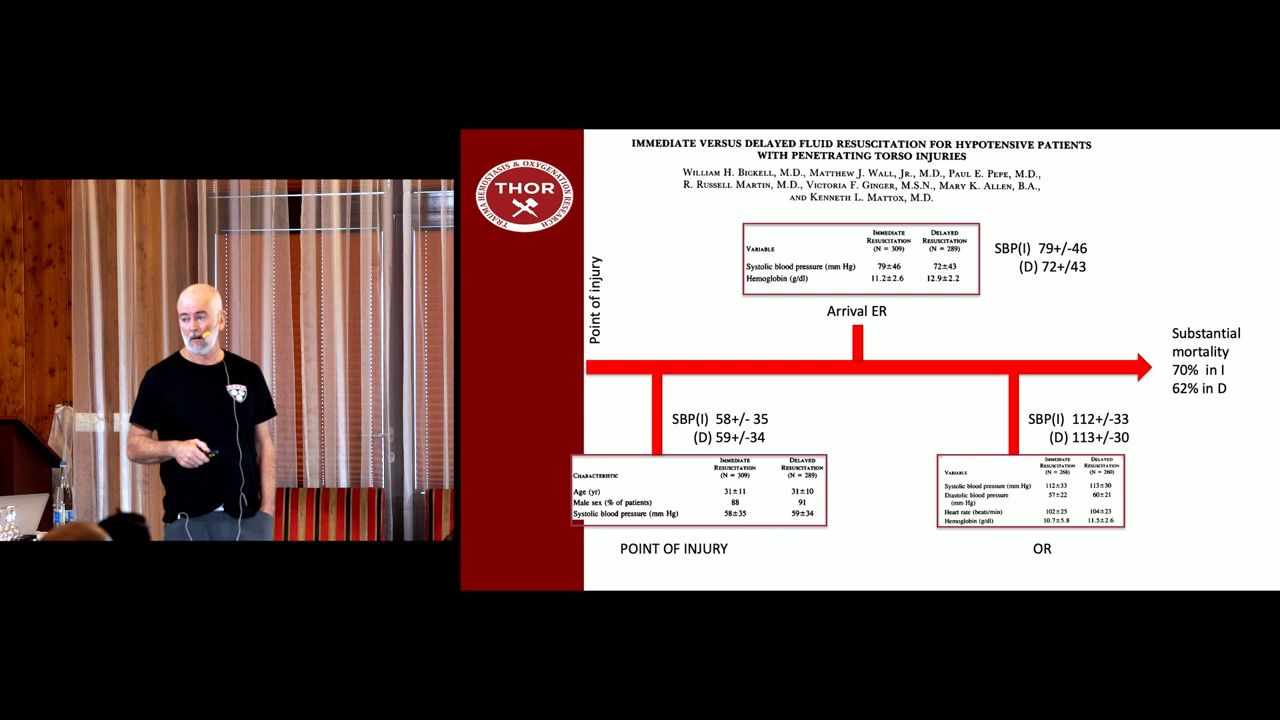 IMMEDIATE VERSUS DELAYED FLUID RESUSCITATION FOR HYPOTENSIVE PATIENTS
WITH PENETRATING TORSO INJURIES
WILLIAM H. BICKELL, M.D., MATTHEW J. WALL, JR., M.D., PAUL E. PEPE, M.D.,
R. RUSSELL MARTIN, M.D., VICTORIA F. GINGER, M.S.N., MARY K. ALLEN, B.A.,
AND KENNETH L. MATTOX, M.D.
TRAUMA HEMOSTASIS & OXYGENATION RESEARCH
THOR
Point of injury
VARIABLE IMMEDIATE RESUSCITATION (N = 309) DELAYED RESUSCITATION (N = 289)
Systolic blood pressure (mm Hg) 79±46 72±43
Hemoglobin (g/dl) 11.2±2.6 12.9±2.2
SBP(I) 79+/-46
(D) 72+/43
Arrival ER
Substantial
mortality
70% in I
62% in D
SBP(I) 58+/- 35
(D) 59+/-34
CHARACTERISTIC IMMEDIATE RESUSCITATION (N = 309) DELAYED RESUSCITATION (N = 289)
Age (yr) 31±11 31±10
Male sex (% of patients) 88 91
Systolic blood pressure (mm Hg) 58±35 59±34
POINT OF INJURY
SBP(I) 112+/-33
(D) 113+/-30
VARIABLE IMMEDIATE RESUSCITATION (N = 268) DELAYED RESUSCITATION (N = 260)
Systolic blood pressure (mm Hg) 112±33 113±30
Diastolic blood pressure 57±22 60±21
(mm Hg)
Heart rate (beats/min) 102±25 104±23
Hemoglobin (g/dl) 10.7±5.8 11.5±2.6
OR